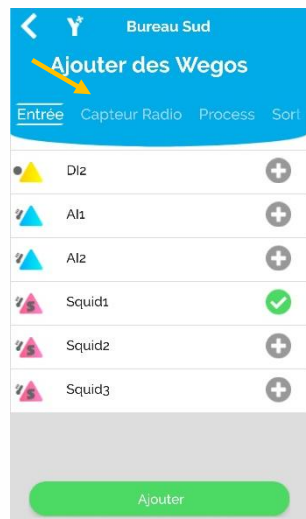 Bureau Sud
Ajouter des Wegos
Entrée Capteur Radio Process Sort
DI2
AI1
AI2
Squid1
Squid2
Squid3
Ajouter